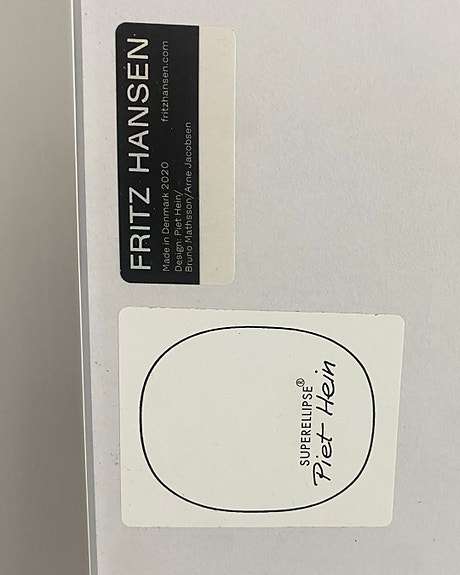 FRITZ HANSEN
Made in Denmark 2020 fritzhansen.com
Design: Piet Hein/
Bruno Mathsson/Arne Jacobsen
SUPERELLIPSE®
Piet Hein